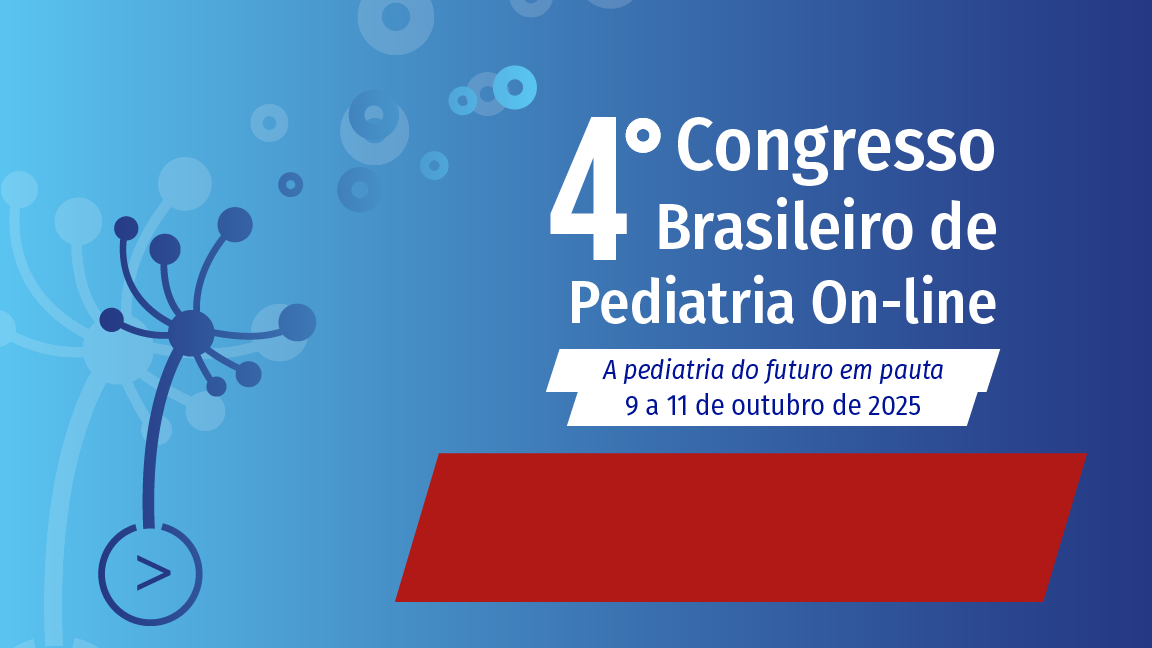 4° Congresso
Brasileiro de
Pediatria On-line
A pediatria do futuro em pauta
9 a 11 de outubro de 2025
>